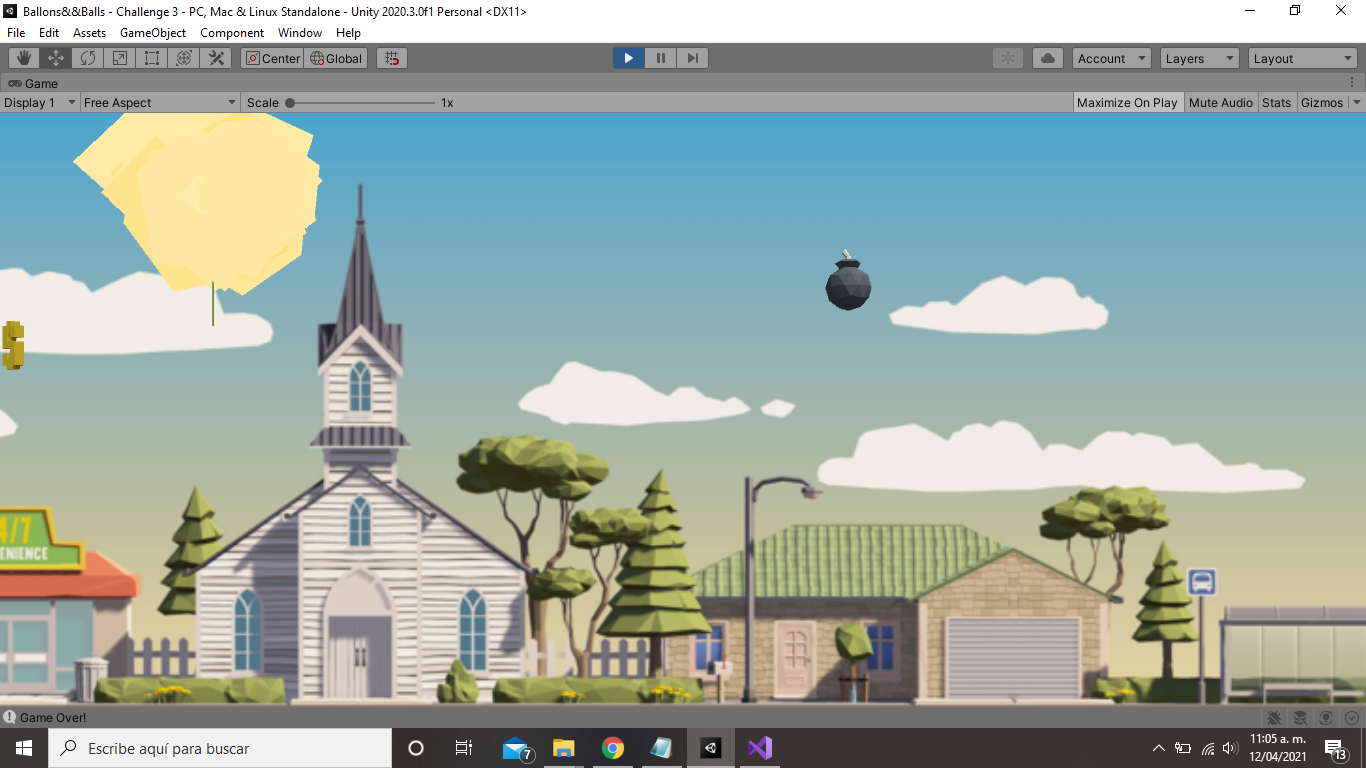 Ballons&&Balls - Challenge 3 - PC, Mac & Linux Standalone - Unity 2020.3.0f1 Personal <DX11>
File Edit Assets GameObject Component Window Help
Center Global Account Layers Layout
Game
Display 1 Free Aspect Scale 1x Maximize On Play Mute Audio Stats Gizmos
S
4/7
ENIENCE
Game Over!
Escribe aquí para buscar
7
11:05 a. m.
12/04/2021
13